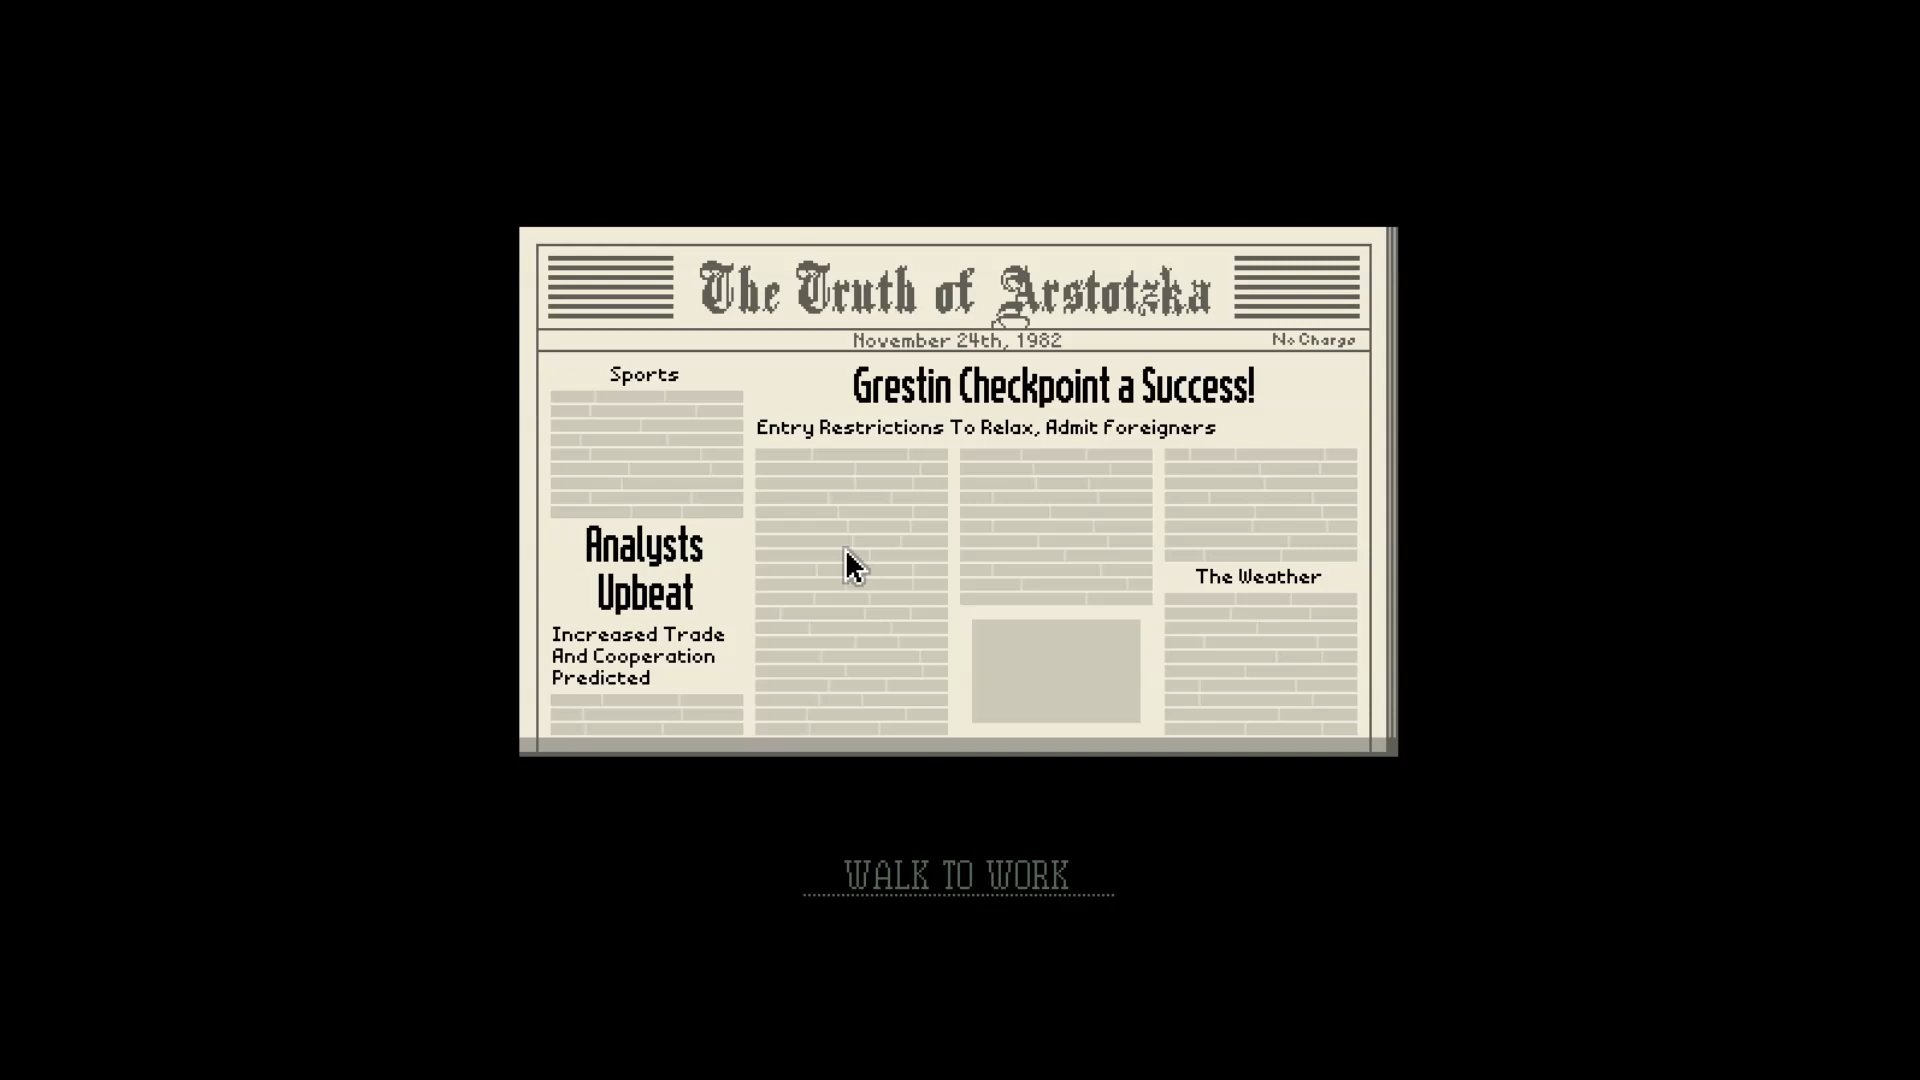 The Truth of Arstotzka
November 24th, 1982
No Charge
Sports
Analysts
Upbeat
Increased Trade
And Cooperation
Predicted
Grestin Checkpoint a Success!
Entry Restrictions To Relax, Admit Foreigners
The Weather
WALK TO WORK